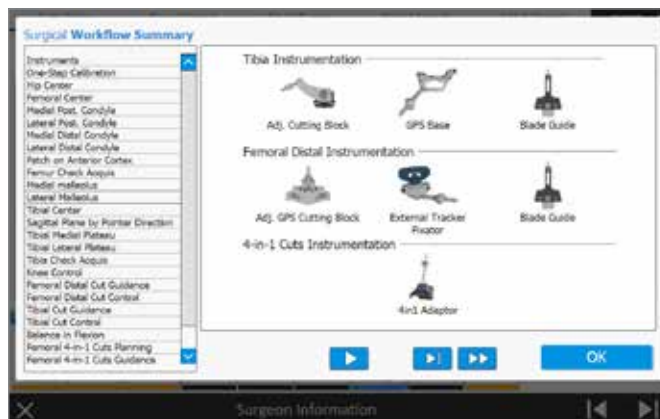 Surgical Workflow Summary
Instruments
One-Step Calibration
Hip Center
Femoral Center
Medial Post. Condyle
Lateral Post. Condyle
Medial Distal Condyle
Lateral Distal Condyle
Patch on Anterior Cortex
Femur Check Acquis
Medial malleolus
Lateral Malleolus
Tibial Center
Sagittal Plane by Pointer Direction
Tibial Medial Plateau
Tibial Lateral Plateau
Tibia Check Acquis
Knee Control
Femoral Distal Cut Guidance
Femoral Distal Cut Control
Tibial Cut Guidance
Tibial Cut Control
Balance in Flexion
Femoral 4-in-1 Cuts Planning
Femoral 4-in-1 Cuts Guidance
Tibia Instrumentation
Adj. Cutting Block
GPS Base
Blade Guide
Femoral Distal Instrumentation
Adj. GPS Cutting Block
External Tracker
Fixator
Blade Guide
4-in-1 Cuts Instrumentation
4in1 Adaptor
OK
Surgeon Information